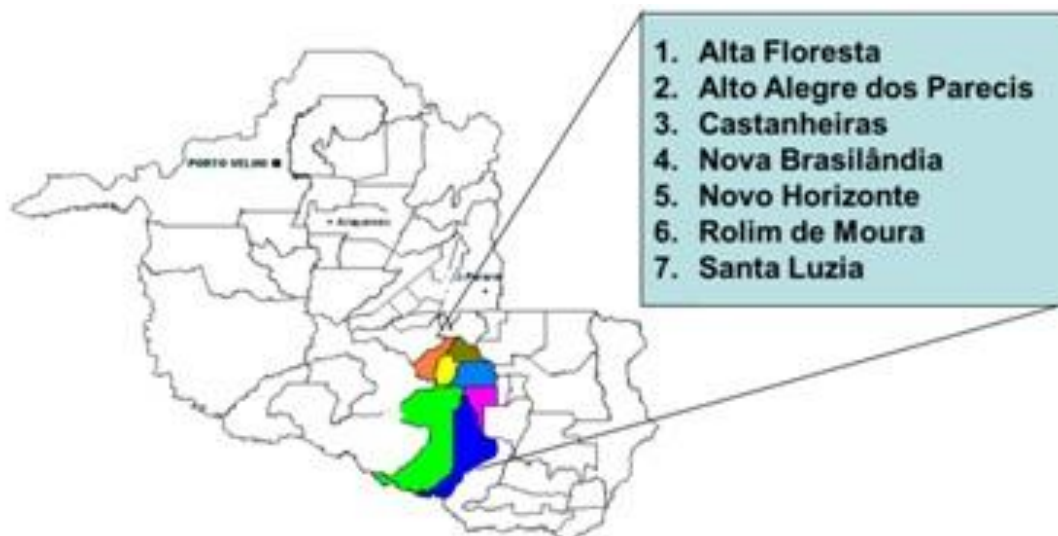 1. Alta Floresta
2. Alto Alegre dos Parecis
3. Castanheiras
4. Nova Brasilândia
5. Novo Horizonte
6. Rolim de Moura
7. Santa Luzia
PORTO VELHO